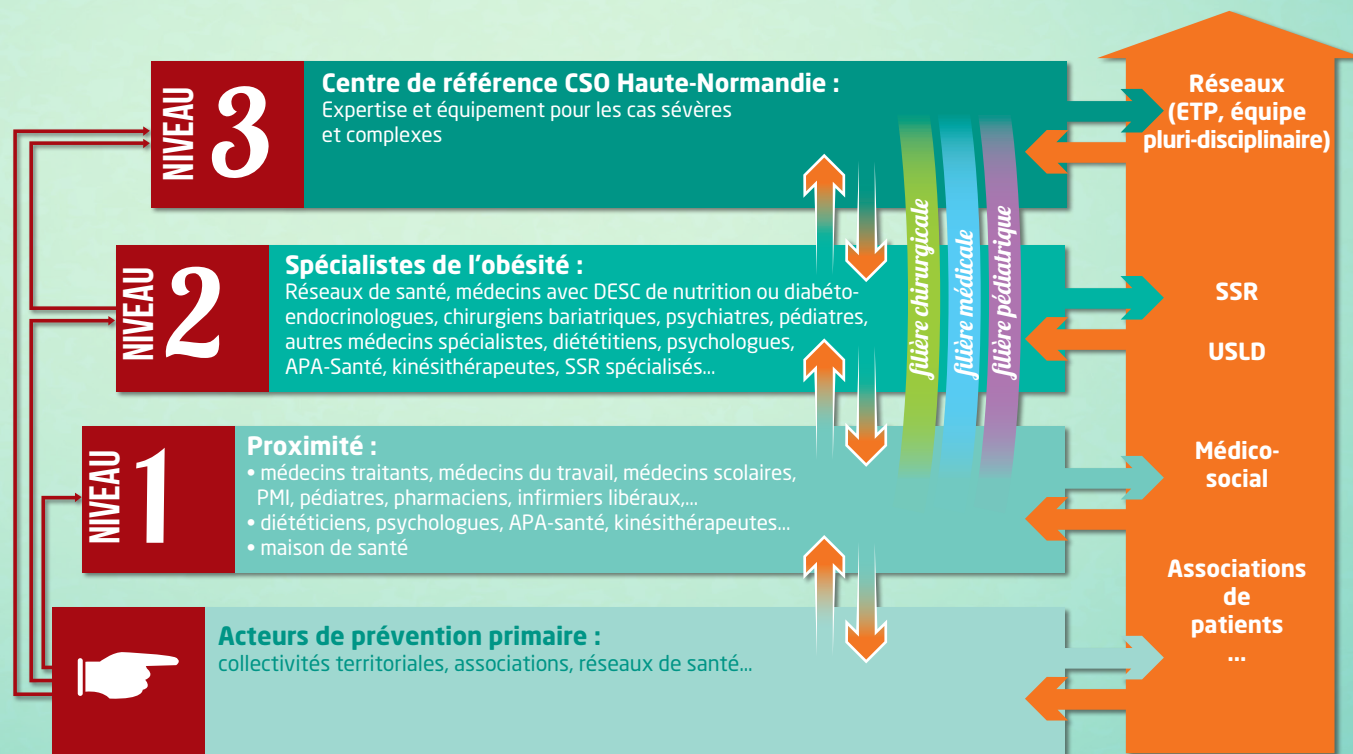 NIVEAU 3
Centre de référence CSO Haute-Normandie :
Expertise et équipement pour les cas sévères
et complexes
NIVEAU 2
Spécialistes de l'obésité :
Réseaux de santé, médecins avec DESC de nutrition ou diabéto-
endocrinologues, chirurgiens bariatriques, psychiatres, pédiatres,
autres médecins spécialistes, diététitiens, psychologues,
APA-Santé, kinésithérapeutes, SSR spécialisés...
NIVEAU 1
Proximité :
• médecins traitants, médecins du travail, médecins scolaires,
PMI, pédiatres, pharmaciens, infirmiers libéraux,...
• diététiciens, psychologues, APA-santé, kinésithérapeutes...
• maison de santé
Acteurs de prévention primaire :
collectivités territoriales, associations, réseaux de santé...
filière chirurgicale
filière médicale
filière pédiatrique
Réseaux
(ETP, équipe
pluri-disciplinaire)
SSR
USLD
Médico-
social
Associations
de
patients
...